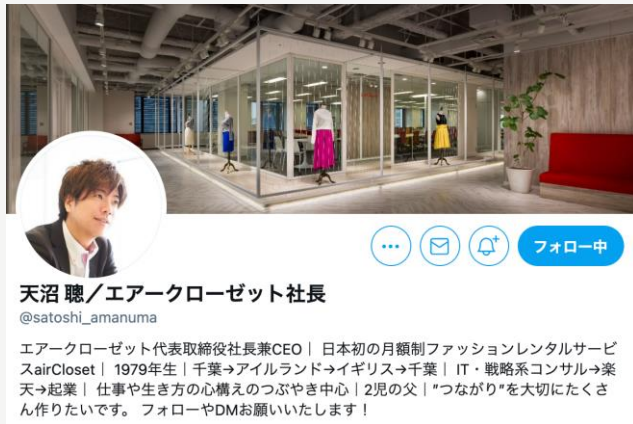 フォロー中
天沼 聰／エアークローゼット社長
@satoshi_amanuma
エアークローゼット代表取締役社長兼CEO｜ 日本初の月額制ファッションレンタルサービ
スairCloset｜ 1979年生｜千葉→アイルランド→イギリス→千葉｜ IT・戦略系コンサル→楽
天→起業｜ 仕事や生き方の心構えのつぶやき中心｜2児の父｜”つながり”を大切にたくさ
ん作りたいです。 フォローやDMお願いいたします！